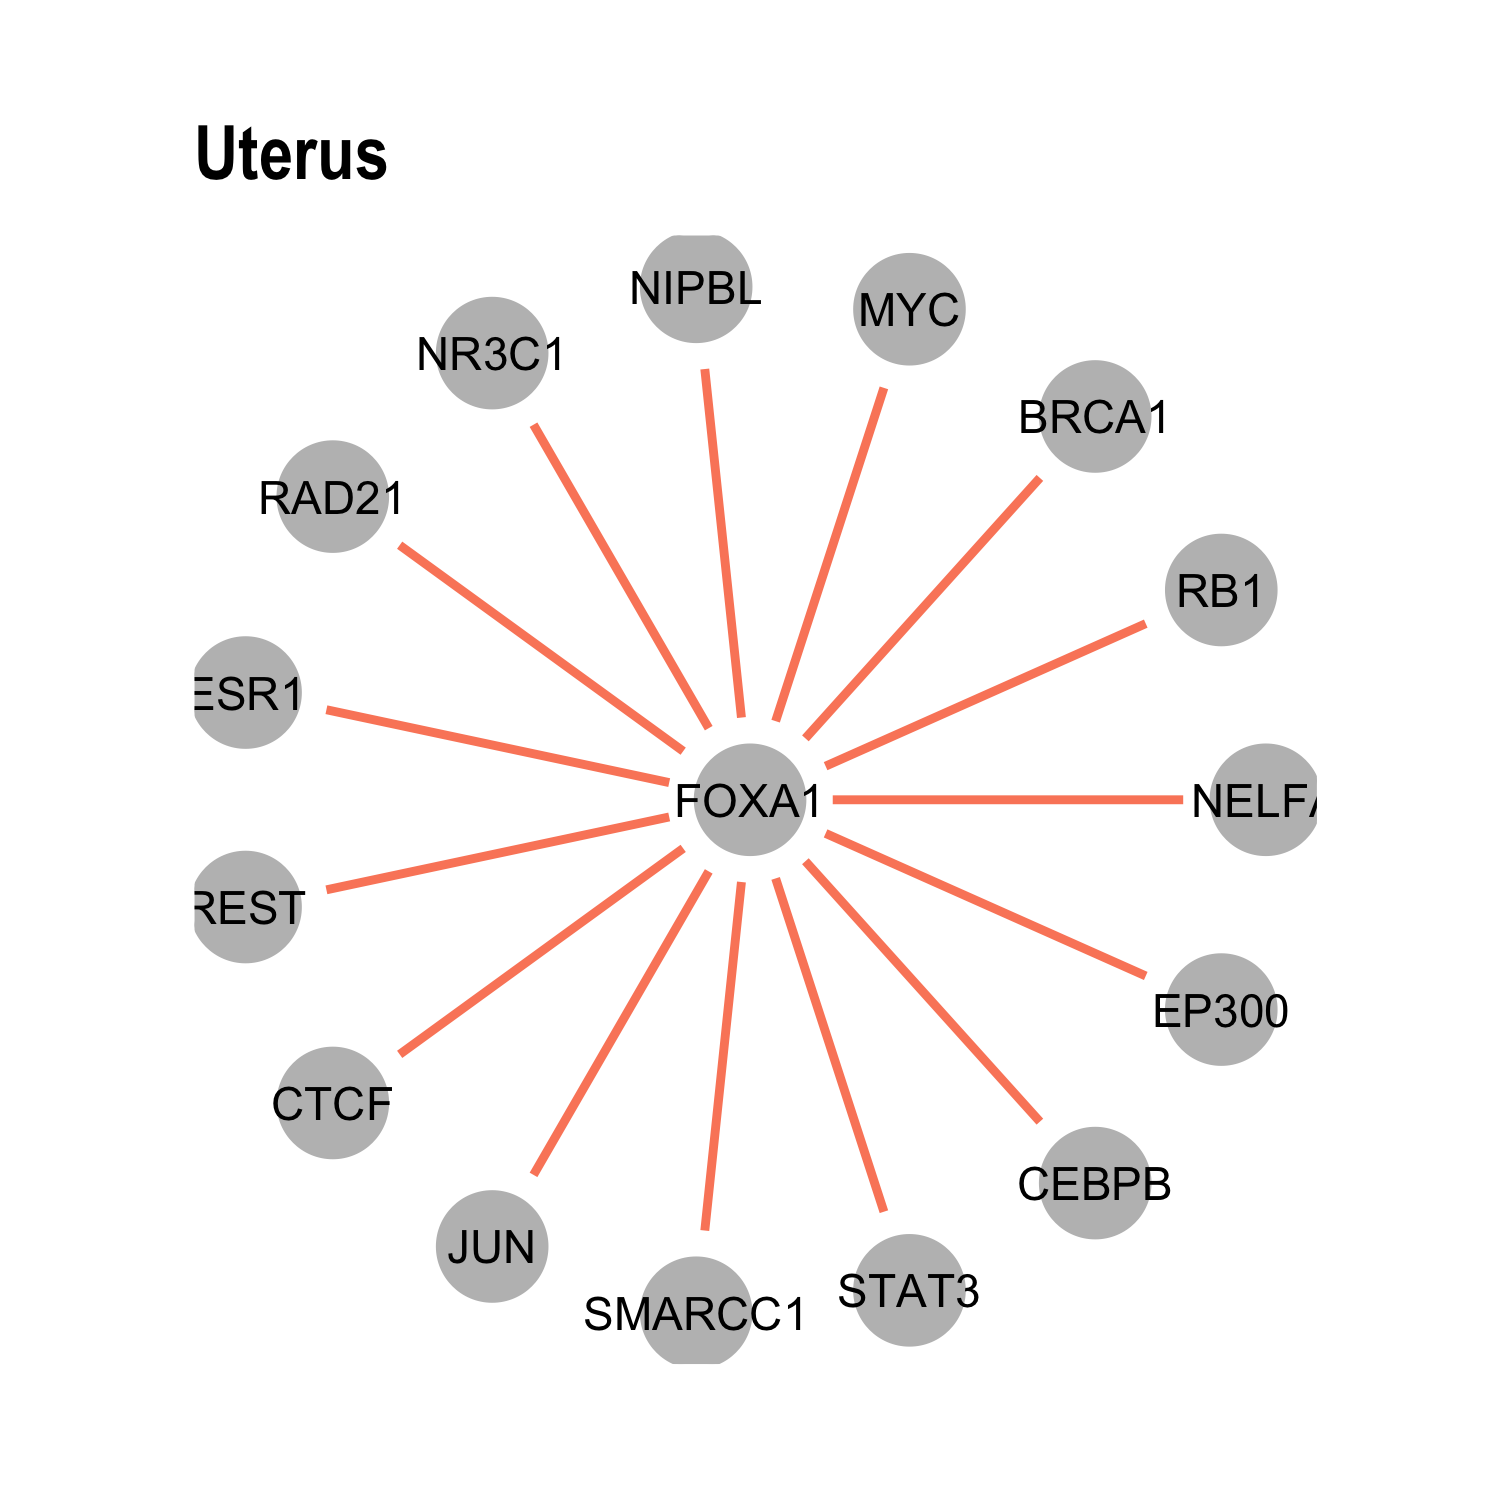 Uterus
NIPBL
MYC
NR3C1
BRCA1
RAD21
RB1
ESR1
FOXA1
NELFA
REST
EP300
CTCF
CEBPB
JUN
STAT3
SMARCC1